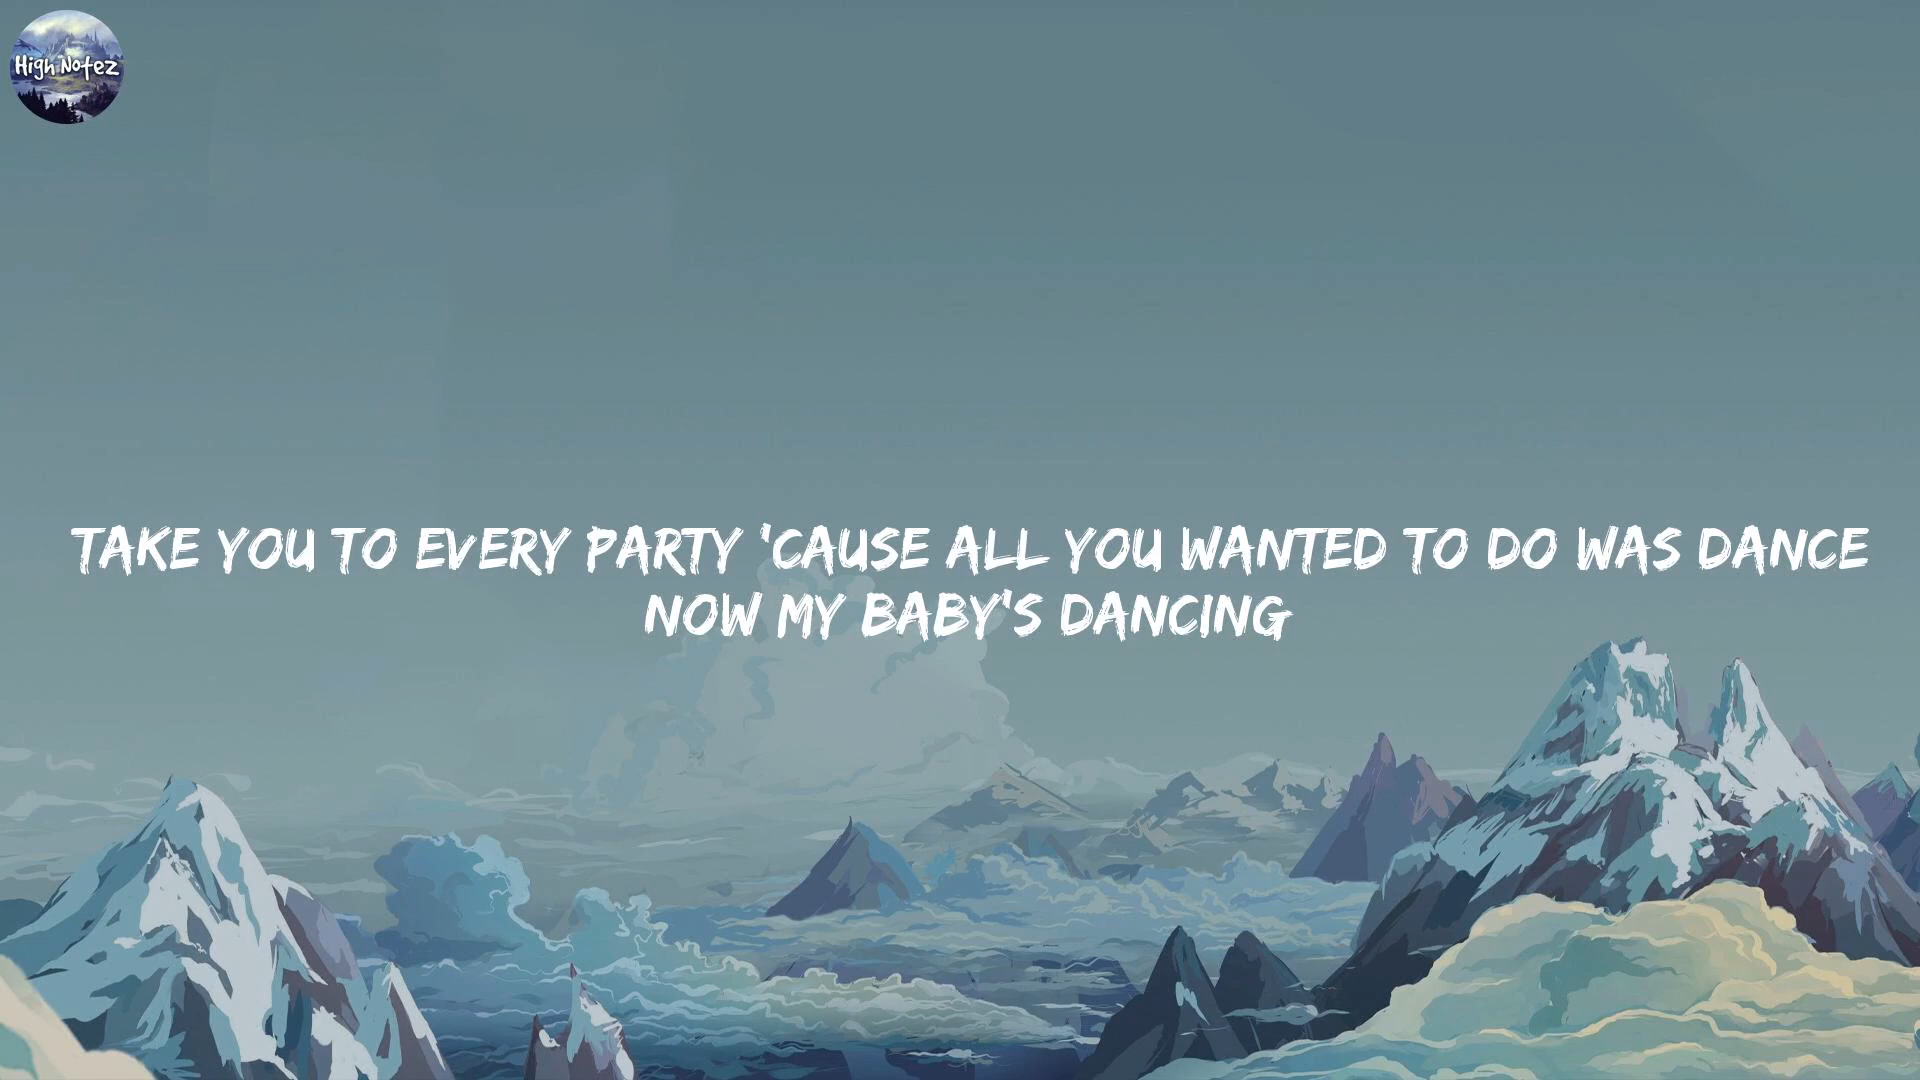 High Notez
TAKE YOU TO EVERY PARTY 'CAUSE ALL YOU WANTED TO DO WAS DANCE
NOW MY BABY'S DANCING